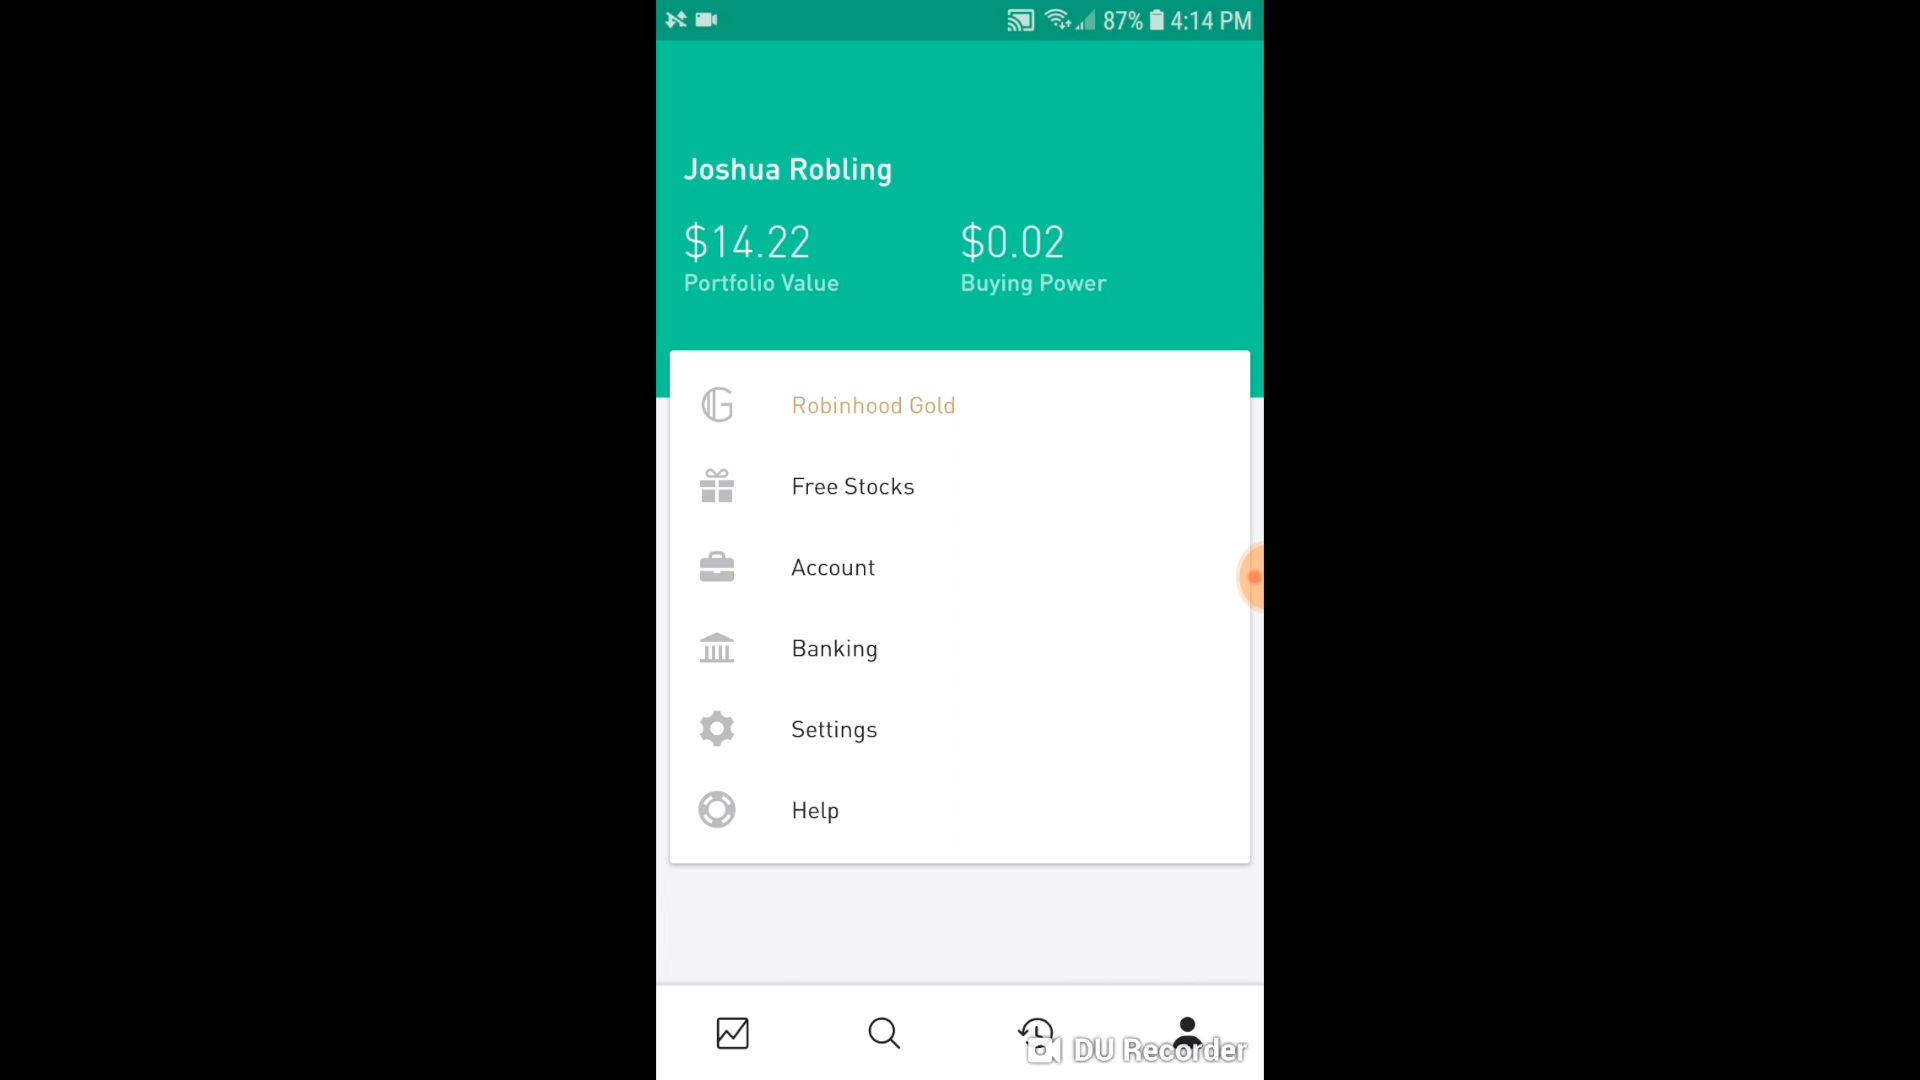 87% 4:14 PM
Joshua Robling
$14.22 $0.02
Portfolio Value Buying Power
Robinhood Gold
Free Stocks
Account
Banking
Settings
Help
DU Recorder